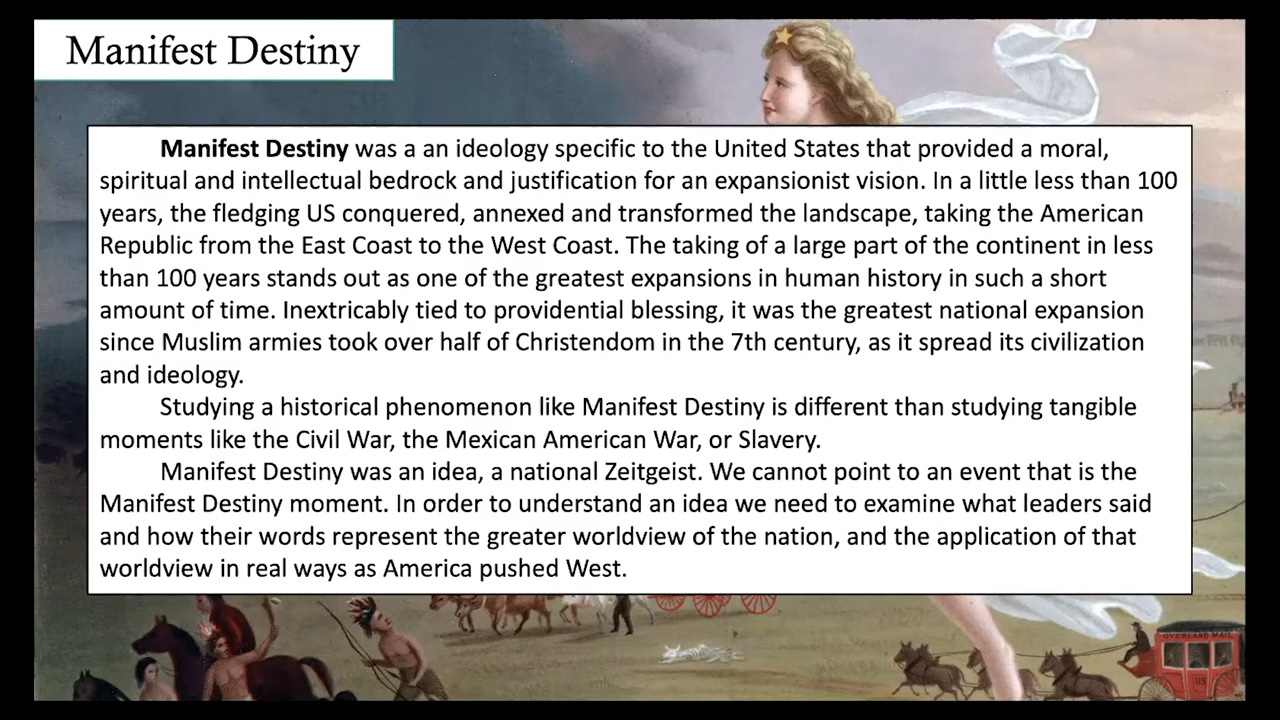 Manifest Destiny
Manifest Destiny was a an ideology specific to the United States that provided a moral,
spiritual and intellectual bedrock and justification for an expansionist vision. In a little less than 100
years, the fledging US conquered, annexed and transformed the landscape, taking the American
Republic from the East Coast to the West Coast. The taking of a large part of the continent in less
than 100 years stands out as one of the greatest expansions in human history in such a short
amount of time. Inextricably tied to providential blessing, it was the greatest national expansion
since Muslim armies took over half of Christendom in the 7th century, as it spread its civilization
and ideology.
Studying a historical phenomenon like Manifest Destiny is different than studying tangible
moments like the Civil War, the Mexican American War, or Slavery.
Manifest Destiny was an idea, a national Zeitgeist. We cannot point to an event that is the
Manifest Destiny moment. In order to understand an idea we need to examine what leaders said
and how their words represent the greater worldview of the nation, and the application of that
worldview in real ways as America pushed West.
OVERLAND MAIL
US